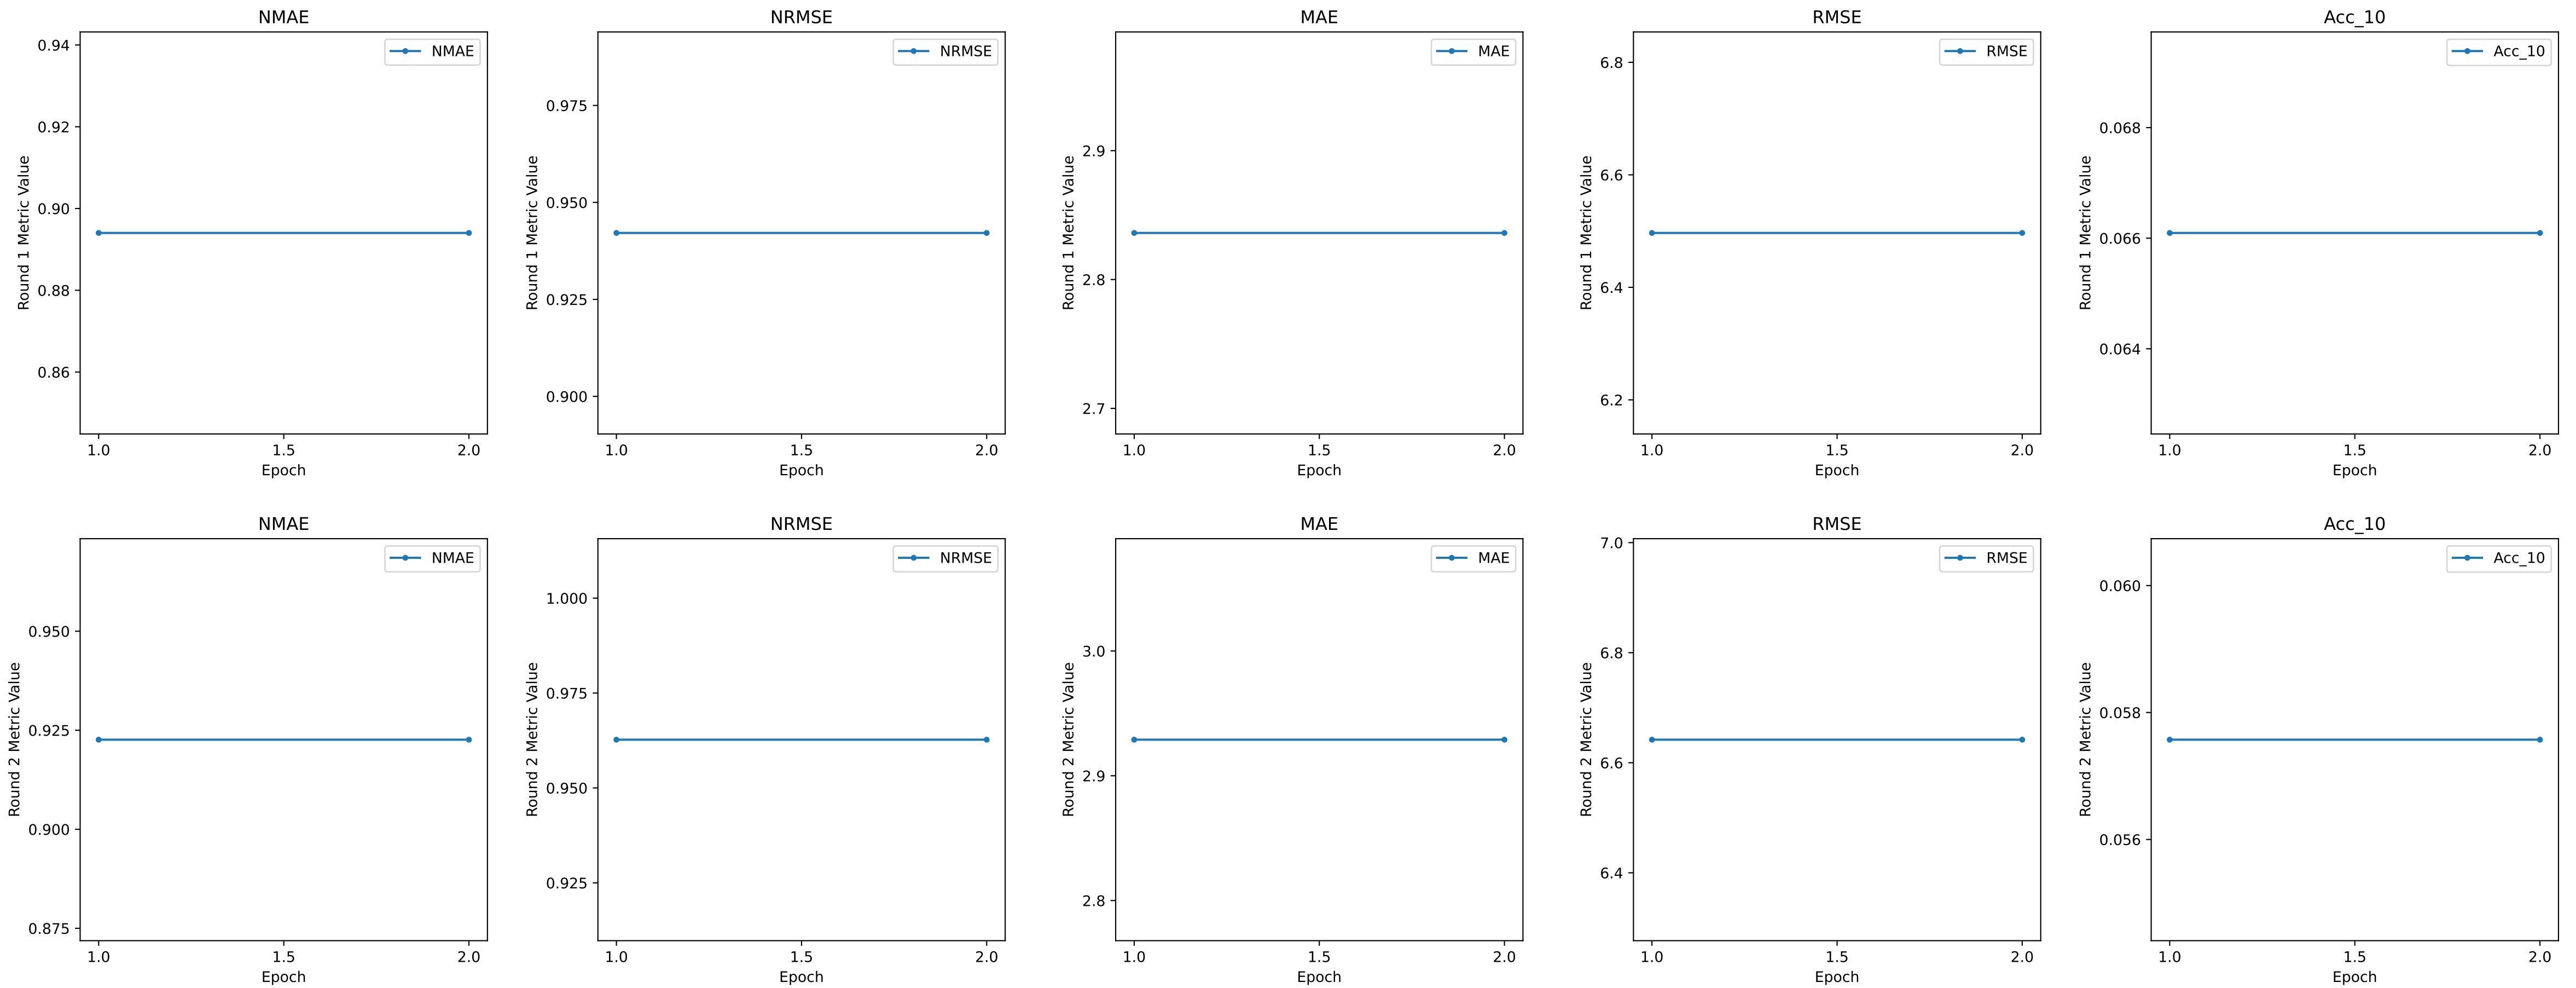 NMAE
NMAE
Round 1 Metric Value
0.94
0.92
0.90
0.88
0.86
1.0 1.5 2.0
Epoch
NRMSE
NRMSE
Round 1 Metric Value
0.975
0.950
0.925
0.900
1.0 1.5 2.0
Epoch
MAE
MAE
Round 1 Metric Value
2.9
2.8
2.7
1.0 1.5 2.0
Epoch
RMSE
RMSE
Round 1 Metric Value
6.8
6.6
6.4
6.2
1.0 1.5 2.0
Epoch
Acc_10
Acc_10
Round 1 Metric Value
0.068
0.066
0.064
1.0 1.5 2.0
Epoch
NMAE
NMAE
Round 2 Metric Value
0.950
0.925
0.900
0.875
1.0 1.5 2.0
Epoch
NRMSE
NRMSE
Round 2 Metric Value
1.000
0.975
0.950
0.925
1.0 1.5 2.0
Epoch
MAE
MAE
Round 2 Metric Value
3.0
2.9
2.8
1.0 1.5 2.0
Epoch
RMSE
RMSE
Round 2 Metric Value
7.0
6.8
6.6
6.4
1.0 1.5 2.0
Epoch
Acc_10
Acc_10
Round 2 Metric Value
0.060
0.058
0.056
1.0 1.5 2.0
Epoch